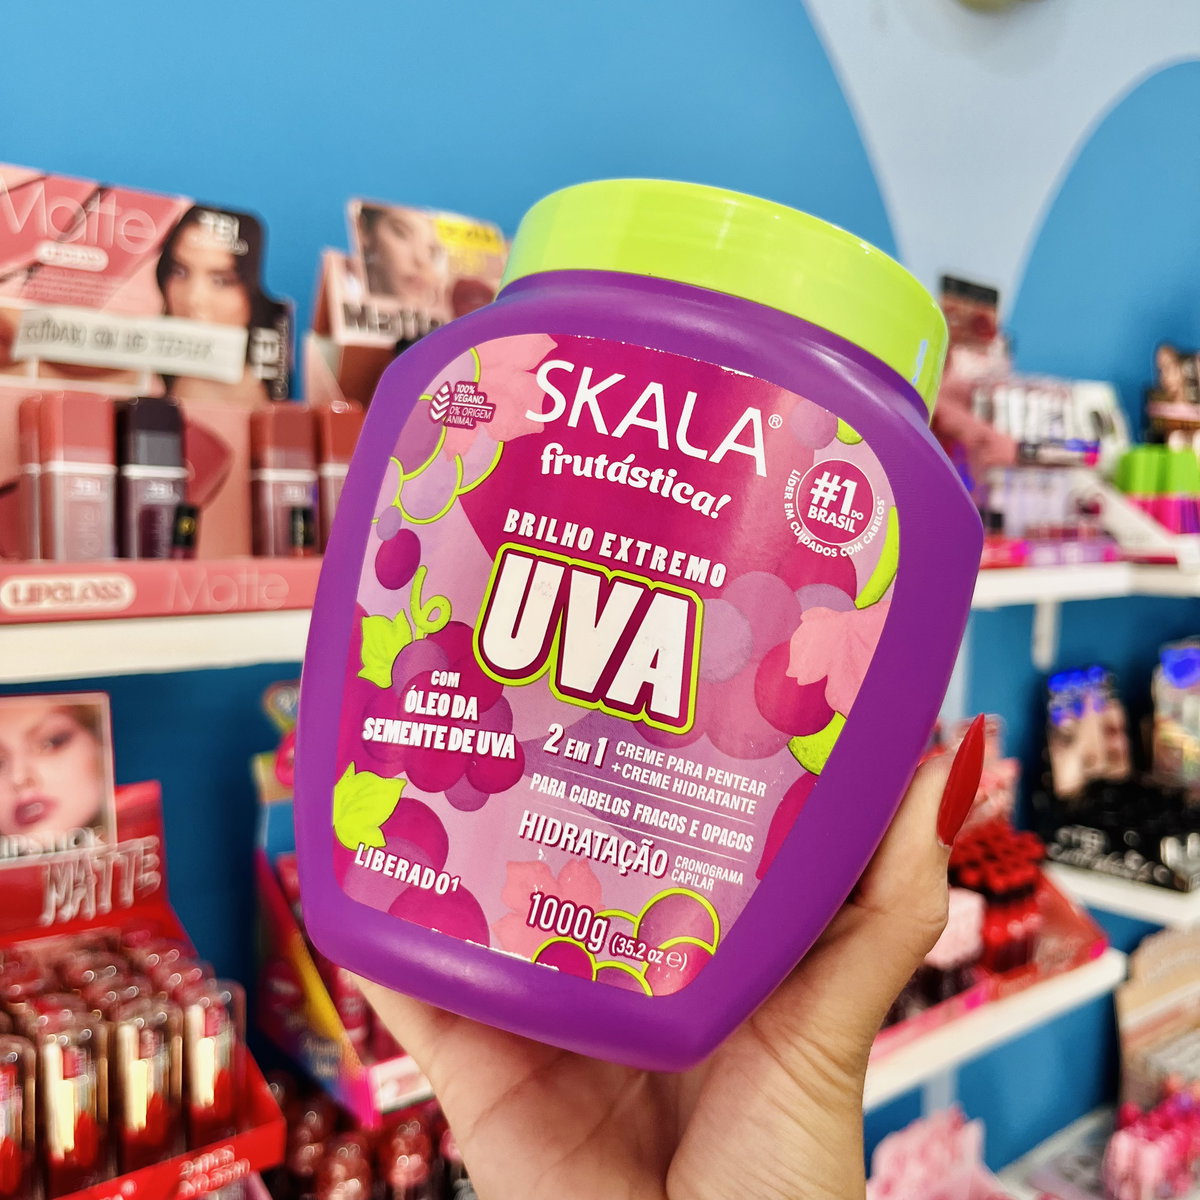 SKALA®
frutástica!
100%
VEGANO
0% ORIGEM
ANIMAL
#1 DO
BRASIL
LÍDER EM CUIDADOS COM CABELOS*
BRILHO EXTREMO
UVA
COM
ÓLEO DA
SEMENTE DE UVA
2 EM 1 CREME PARA PENTEAR
+CREME HIDRATANTE
PARA CABELOS FRACOS E OPACOS
HIDRATAÇÃO CRONOGRAMA
CAPILAR
LIBERADO¹
1000g (35.2 oz ℮)
Matte
LIPGLOSS
Matte
Matte
LIPSTICK
MATTE